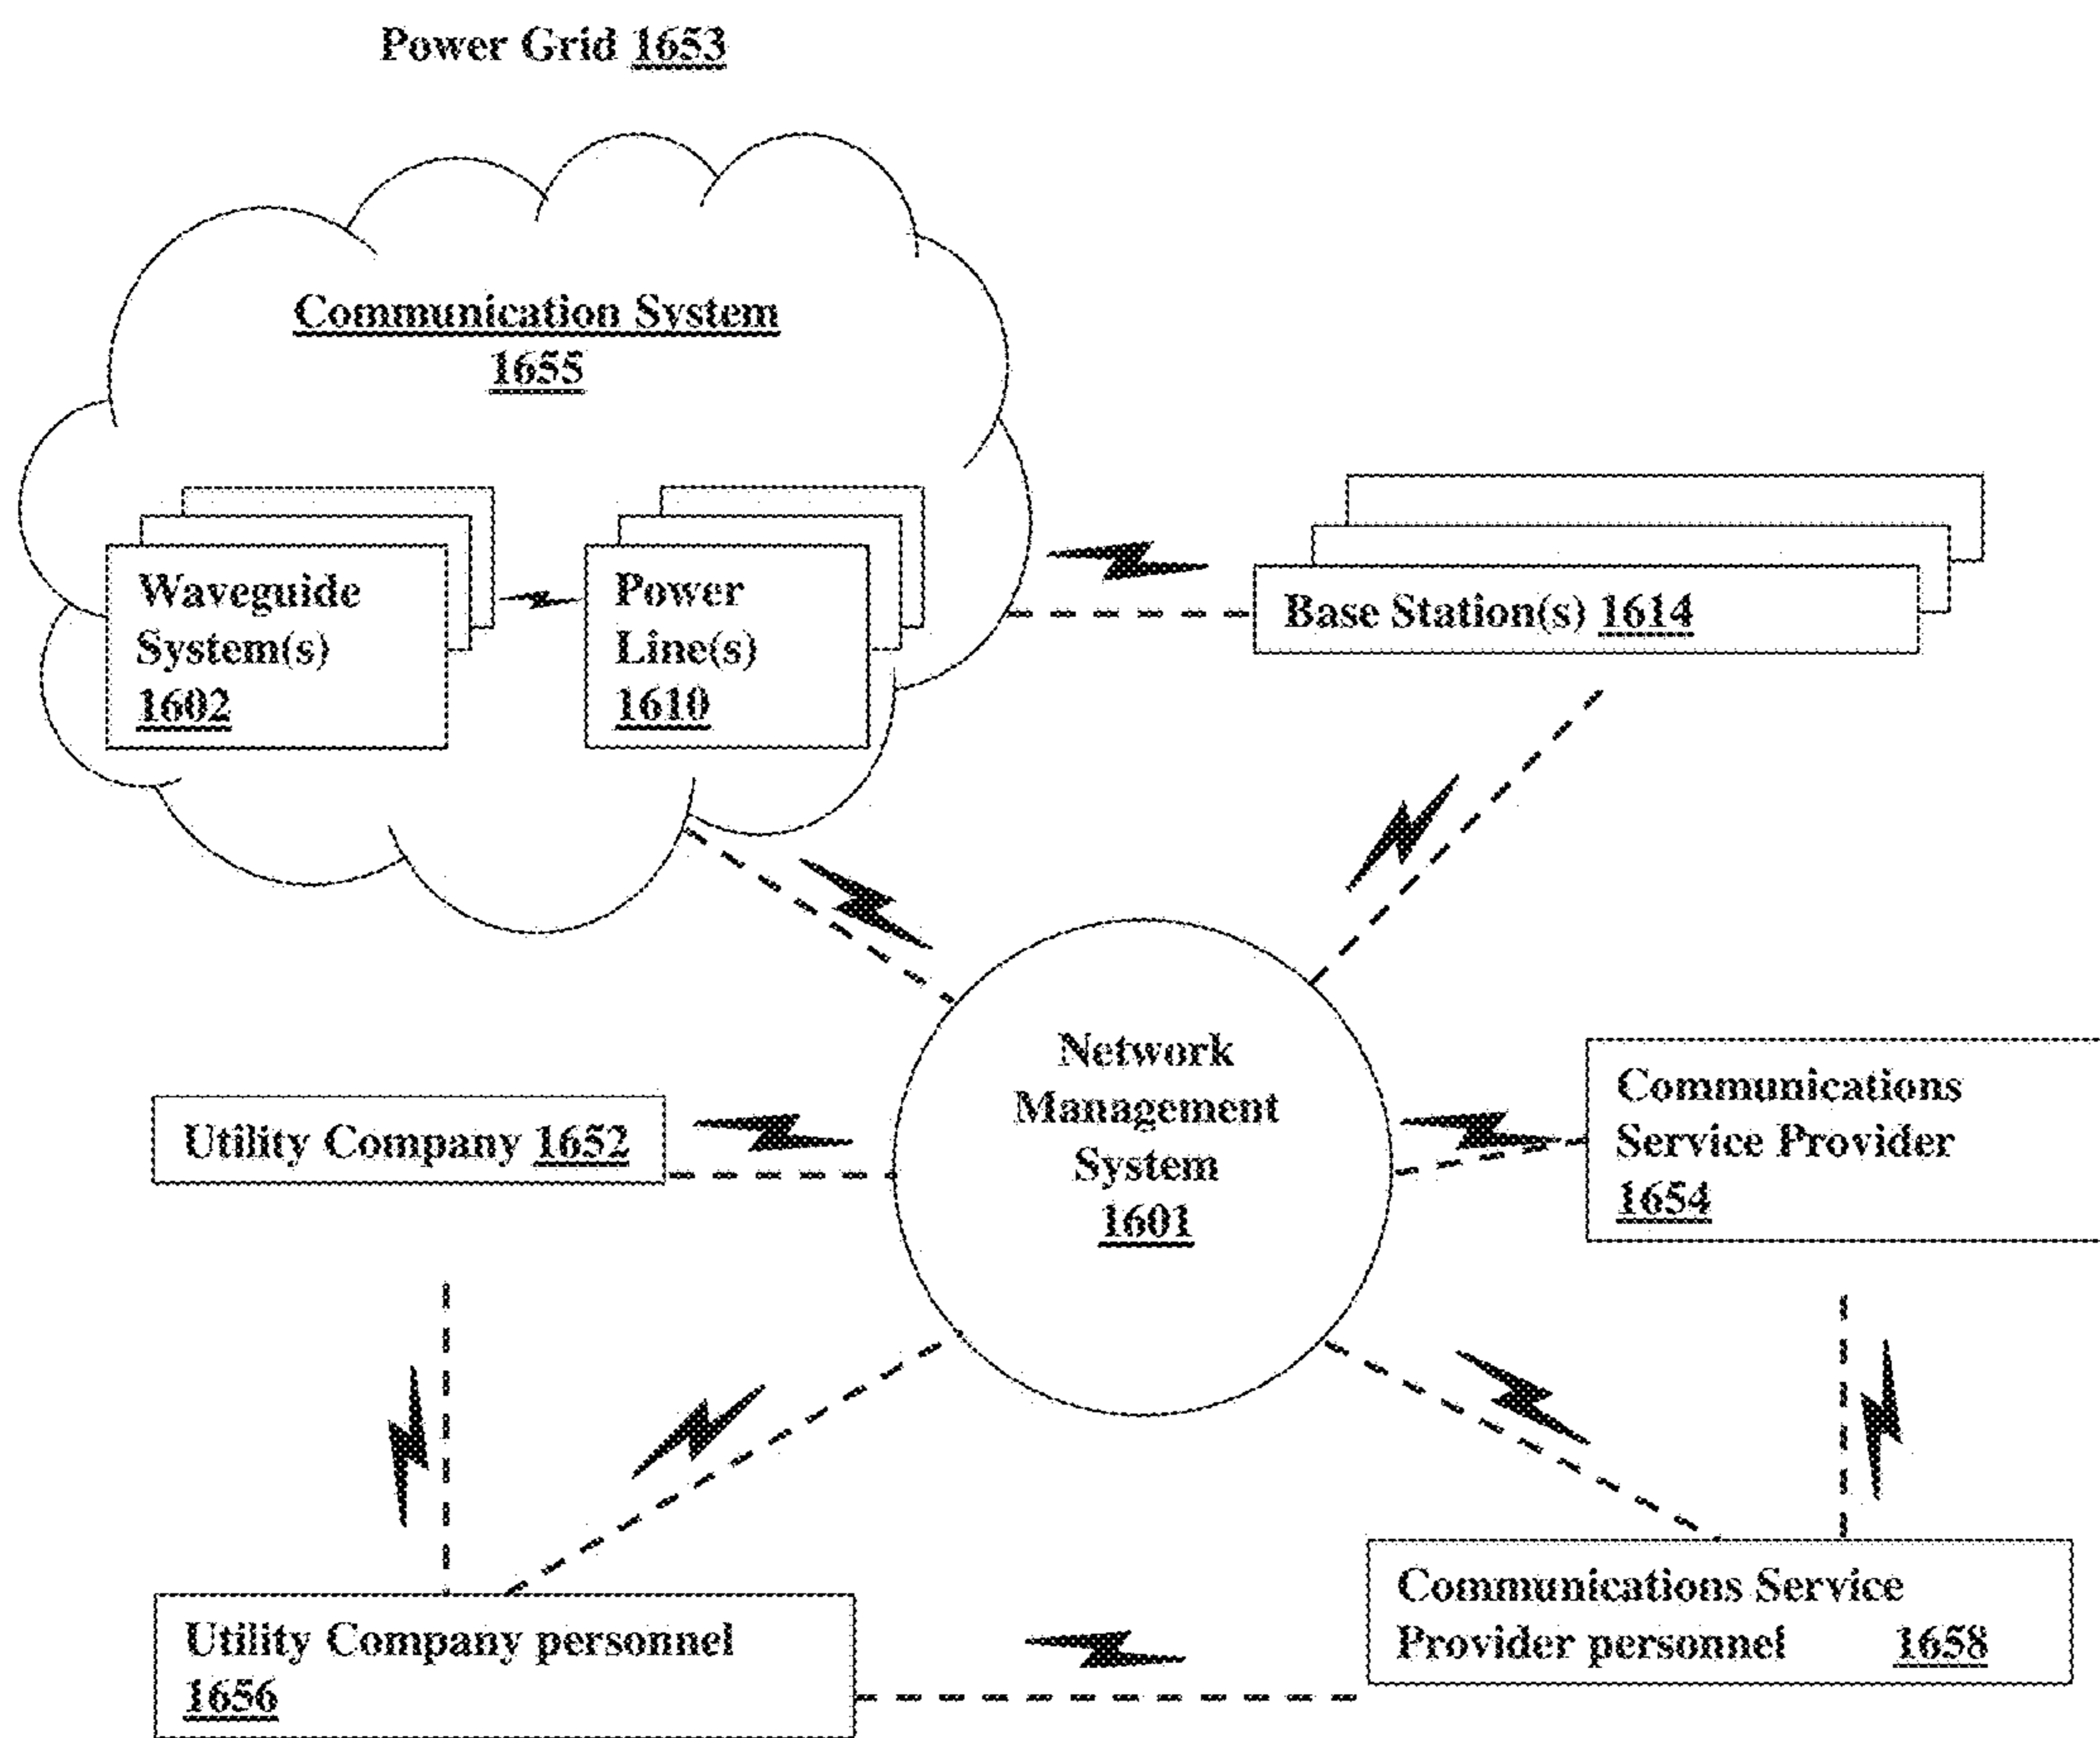 Power Grid 1653
Communication System
1655
Waveguide
System(s)
1602
Power
Line(s)
1610
Base Station(s) 1614
Network
Management
System
1601
Utility Company 1652
Communications
Service Provider
1654
Utility Company personnel
1656
Communications Service
Provider personnel 1658